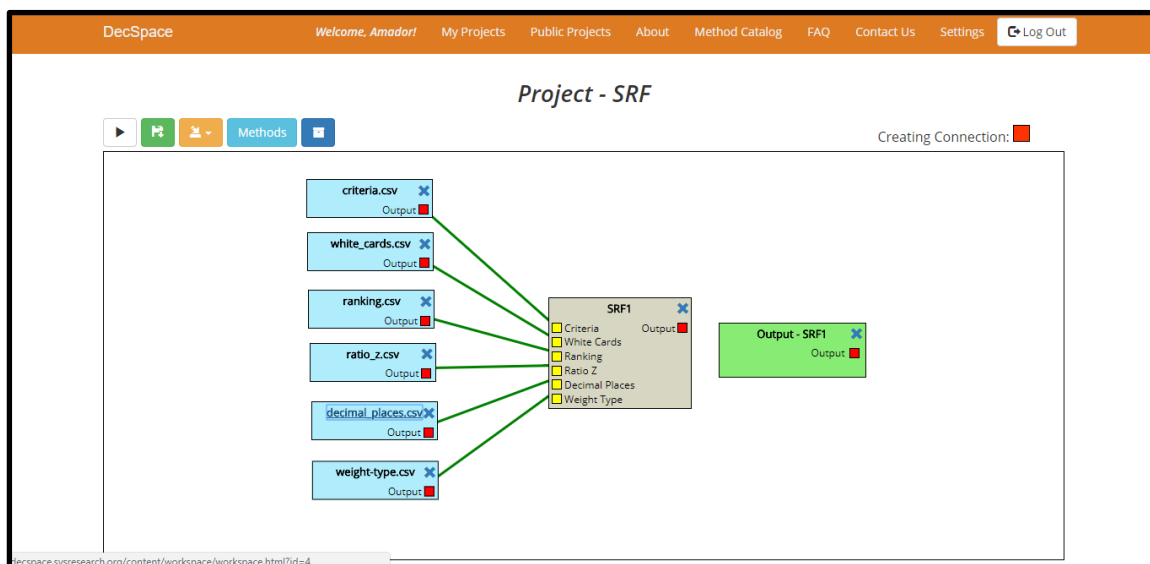 DecSpace Welcome, Amador! My Projects Public Projects About Method Catalog FAQ Contact Us Settings Log Out
Project - SRF
Methods
Creating Connection:
criteria.csv
Output
white_cards.csv
Output
ranking.csv
Output
ratio_z.csv
Output
decimal_places.csv
Output
weight-type.csv
Output
SRF1
Criteria Output
White Cards
Ranking
Ratio Z
Decimal Places
Weight Type
Output - SRF1
Output
decspace.sysresearch.org/content/workspace/workspace.html?id=4